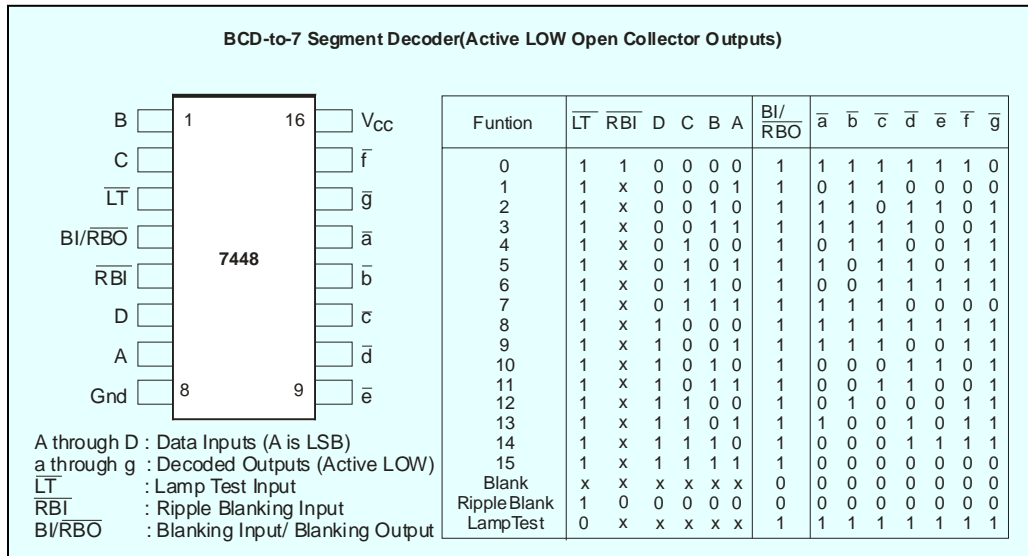 BCD-to-7 Segment Decoder(Active LOW Open Collector Outputs)
B 1 16 VCC
C f̅
L̅T̅ g̅
BI/R̅B̅O̅ a̅
7448
R̅B̅I̅ b̅
D c̅
A d̅
Gnd 8 9 e̅
A through D : Data Inputs (A is LSB)
a through g : Decoded Outputs (Active LOW)
L̅T̅ : Lamp Test Input
R̅B̅I̅ : Ripple Blanking Input
BI/R̅B̅O̅ : Blanking Input/ Blanking Output
Funtion L̅T̅ R̅B̅I̅ D C B A BI/R̅B̅O̅ a̅ b̅ c̅ d̅ e̅ f̅ g̅
0 1 1 0 0 0 0 1 1 1 1 1 1 1 0
1 1 x 0 0 0 1 1 0 1 1 0 0 0 0
2 1 x 0 0 1 0 1 1 1 0 1 1 0 1
3 1 x 0 0 1 1 1 1 1 1 1 0 0 1
4 1 x 0 1 0 0 1 0 1 1 0 0 1 1
5 1 x 0 1 0 1 1 1 0 1 1 0 1 1
6 1 x 0 1 1 0 1 0 0 1 1 1 1 1
7 1 x 0 1 1 1 1 1 1 1 0 0 0 0
8 1 x 1 0 0 0 1 1 1 1 1 1 1 1
9 1 x 1 0 0 1 1 1 1 1 0 0 1 1
10 1 x 1 0 1 0 1 0 0 0 1 1 0 1
11 1 x 1 0 1 1 1 0 0 1 1 0 0 1
12 1 x 1 1 0 0 1 0 1 0 0 0 1 1
13 1 x 1 1 0 1 1 1 0 0 1 0 1 1
14 1 x 1 1 1 0 1 0 0 0 1 1 1 1
15 1 x 1 1 1 1 1 0 0 0 0 0 0 0
Blank x x x x x x 0 0 0 0 0 0 0 0
Ripple Blank 1 0 0 0 0 0 0 0 0 0 0 0 0 0
Lamp Test 0 x x x x x 1 1 1 1 1 1 1 1